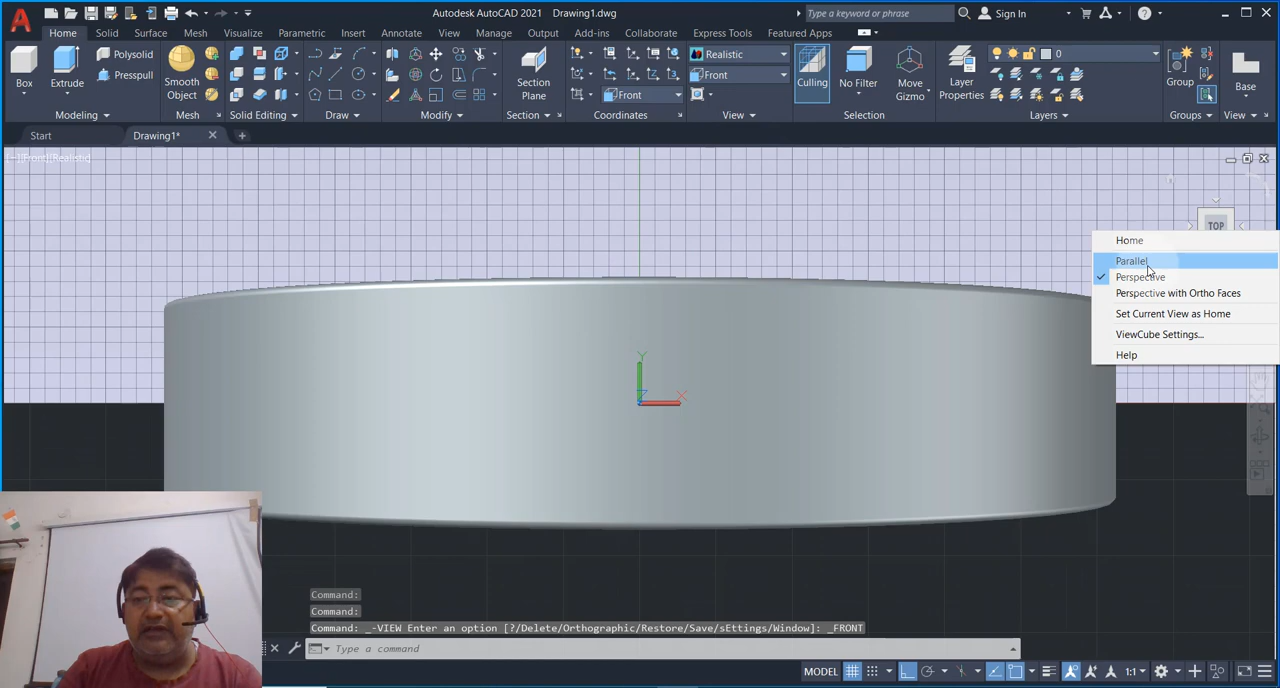 Autodesk AutoCAD 2021 Drawing1.dwg
Type a keyword or phrase
Sign In
Home Solid Surface Mesh Visualize Parametric Insert Annotate View Manage Output Add-ins Collaborate Express Tools Featured Apps
Box
Extrude
Polysolid
Presspull
Smooth
Object
Section
Plane
Realistic
Front
Front
Culling
No Filter
Move
Gizmo
Layer
Properties
0
Group
Base
Modeling
Mesh
Solid Editing
Draw
Modify
Section
Coordinates
View
Selection
Layers
Groups
View
Start
Drawing1*
[−][Front][Realistic]
TOP
Home
Parallel
Perspective
Perspective with Ortho Faces
Set Current View as Home
ViewCube Settings...
Help
Y
X
Command:
Command:
Command: _-VIEW Enter an option [?/Delete/Orthographic/Restore/Save/sEttings/Window]: _FRONT
Type a command
MODEL
1:1